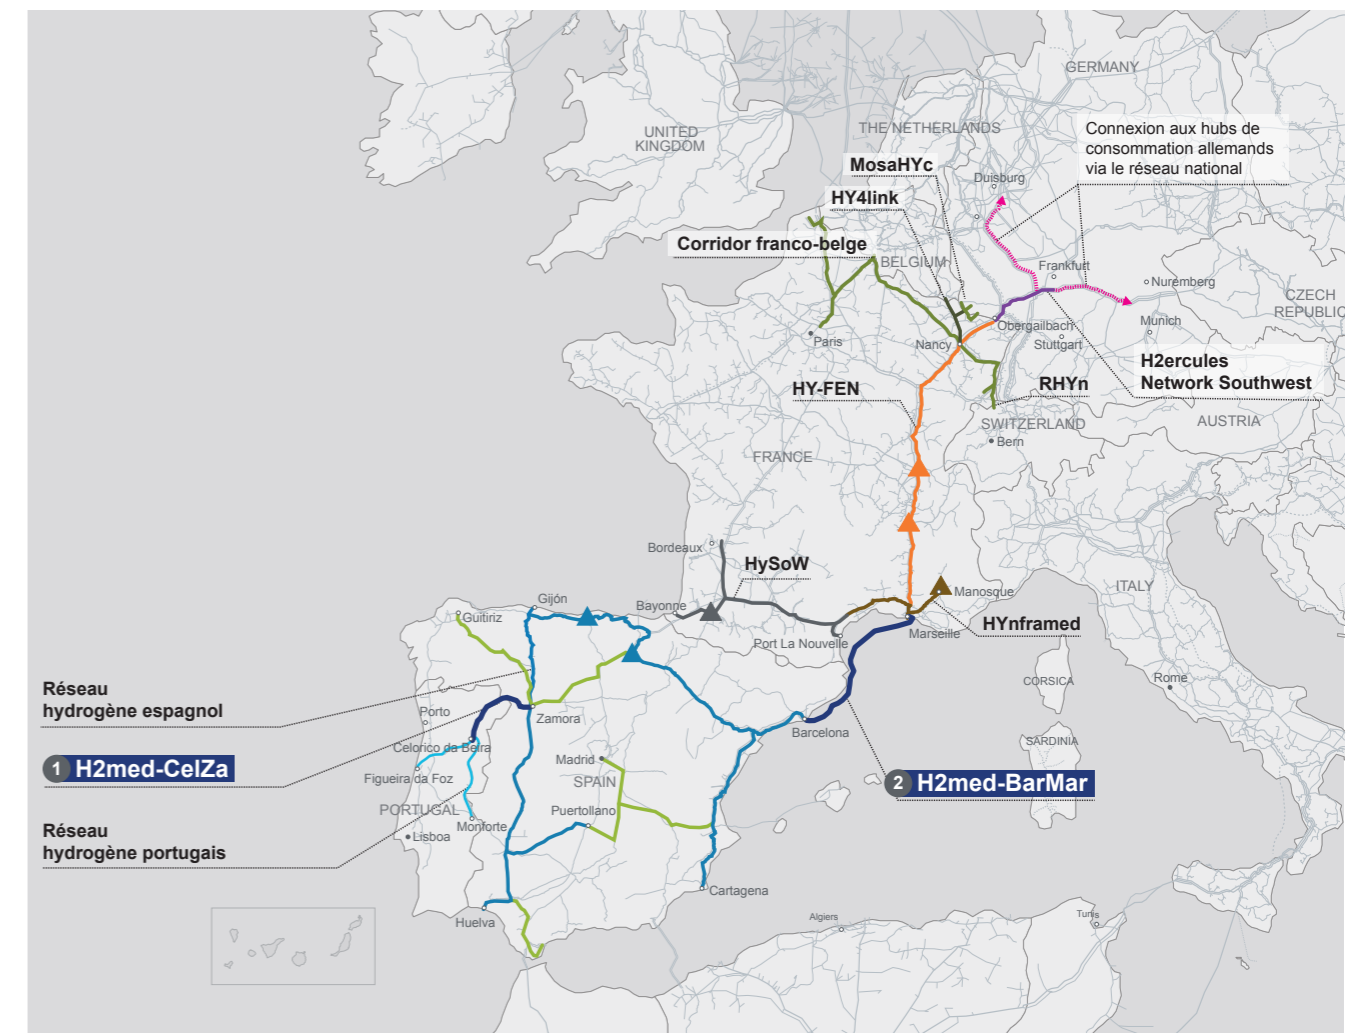 GERMANY
UNITED
KINGDOM
THE NETHERLANDS
Connexion aux hubs de
consommation allemands
via le réseau national
MosaHYc
Duisburg
HY4link
Corridor franco-belge
BELGIUM
Frankfurt
Nuremberg
CZECH
REPUBLIC
Obergailbach
Munich
Paris
Nancy
Stuttgart
H2ercules
Network Southwest
HY-FEN
RHYn
SWITZERLAND
AUSTRIA
Bern
FRANCE
Bordeaux
HySoW
ITALY
Manosque
Gijón
Bayonne
Guitiriz
Marseille
HYnframed
Port La Nouvelle
CORSICA
Rome
Réseau
hydrogène espagnol
Porto
Zamora
Barcelona
SARDINIA
Celorico da Beira
1 H2med-CelZa
Madrid
Figueira da Foz
SPAIN
2 H2med-BarMar
PORTUGAL
Puertollano
Monforte
Lisboa
Réseau
hydrogène portugais
Cartagena
Huelva
Algiers
Tunis